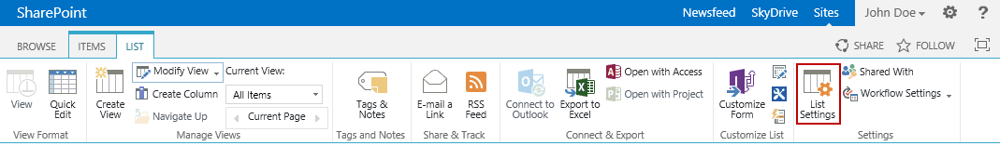 SharePoint
Newsfeed SkyDrive Sites John Doe ?
BROWSE ITEMS LIST SHARE FOLLOW
View
Quick
Edit
View Format
Create
View
Modify View
Create Column
Navigate Up
Current View:
All Items
Current Page
Manage Views
Tags &
Notes
Tags and Notes
E-mail a
Link
RSS
Feed
Share & Track
Connect to
Outlook
Export to
Excel
Open with Access
Open with Project
Connect & Export
Customize
Form
Customize List
List
Settings
Shared With
Workflow Settings
Settings